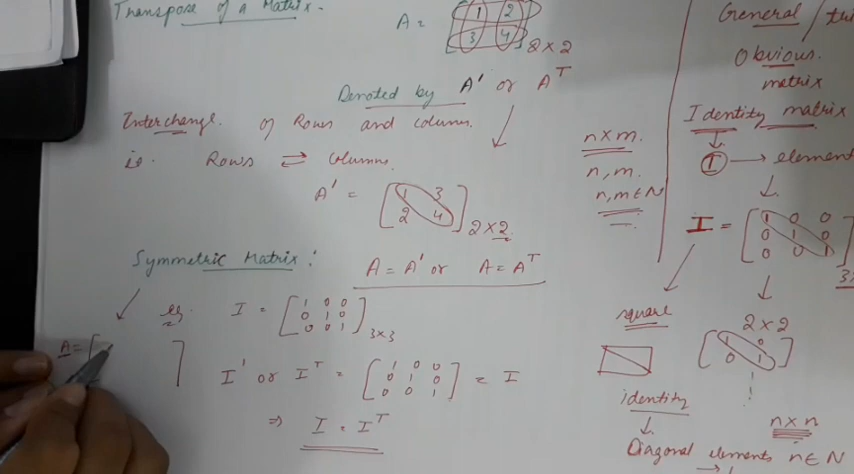 Transpose of a Matrix.
A = [ 1 2
3 4 ] 2 × 2
Denoted by A' or A^T
Interchange of Rows and column.
ie. Rows ⇄ columns.
A' = [ 1 3
2 4 ] 2 × 2
Symmetric Matrix :
A = A' or A = A^T
eg. I = [ 1 0 0
0 1 0
0 0 1 ] 3×3
A = [ ]
I' or I^T = [ 1 0 0
0 1 0
0 0 1 ] = I
⇒ I = I^T
n × m.
n, m.
n, m ∈ N
General /
Obvious.
matrix
Identity matrix
↓
I → element
↓
I = [ 1 0 0
0 1 0
0 0 1 ]
square
2 × 2
[ 1 0
0 1 ]
identity
↓
n × n
Diagonal elements n ∈ N